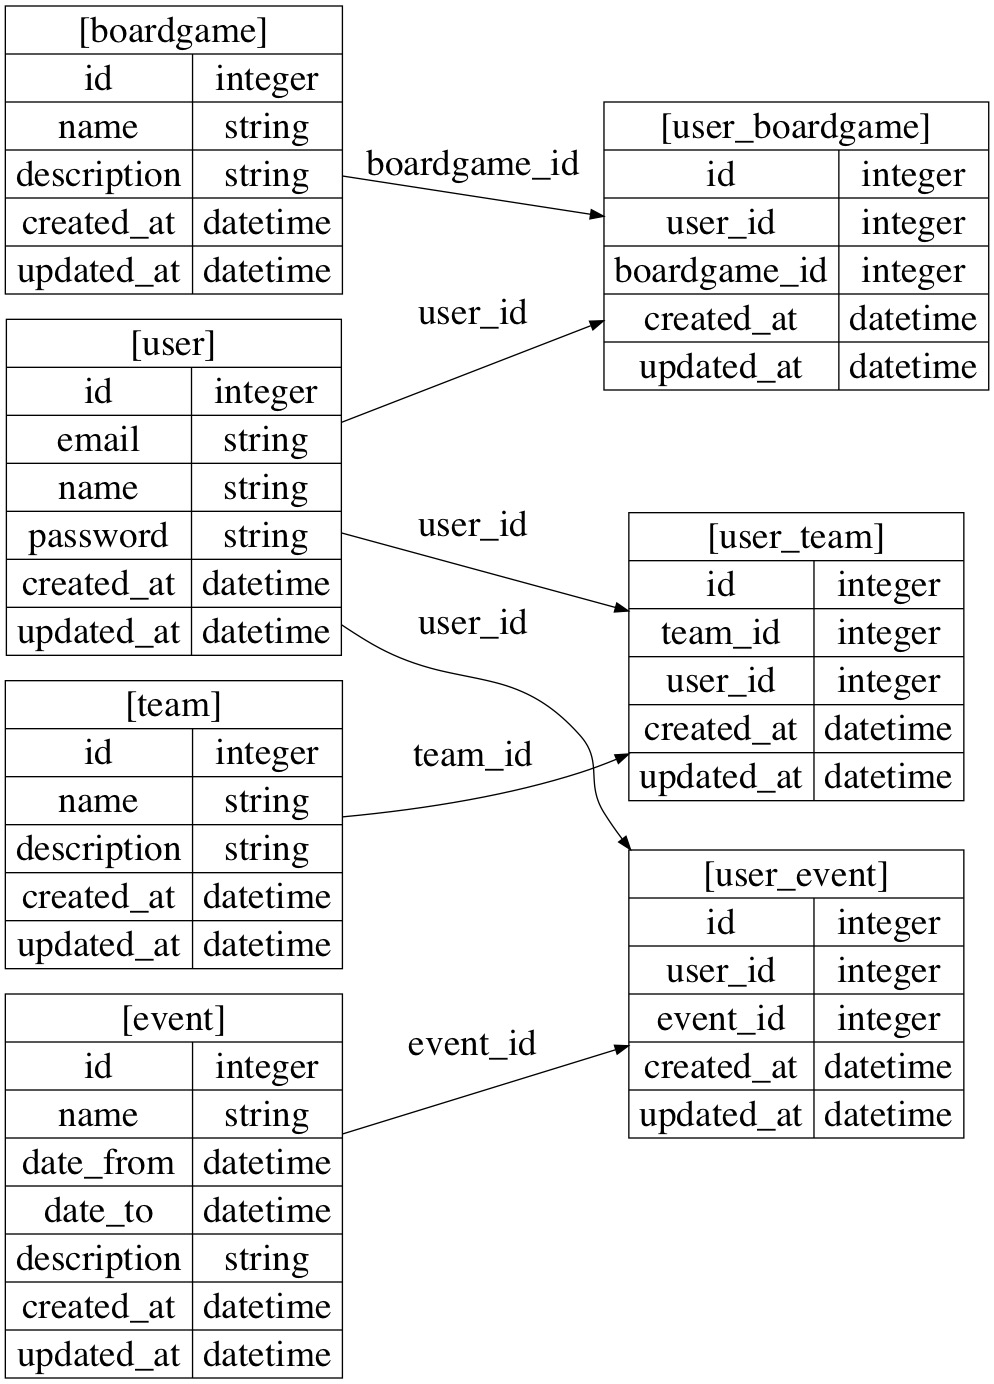 [boardgame]
id integer
name string
description string
created_at datetime
updated_at datetime
[user]
id integer
email string
name string
password string
created_at datetime
updated_at datetime
[team]
id integer
name string
description string
created_at datetime
updated_at datetime
[event]
id integer
name string
date_from datetime
date_to datetime
description string
created_at datetime
updated_at datetime
boardgame_id
user_id
user_id
user_id
team_id
event_id
[user_boardgame]
id integer
user_id integer
boardgame_id integer
created_at datetime
updated_at datetime
[user_team]
id integer
team_id integer
user_id integer
created_at datetime
updated_at datetime
[user_event]
id integer
user_id integer
event_id integer
created_at datetime
updated_at datetime